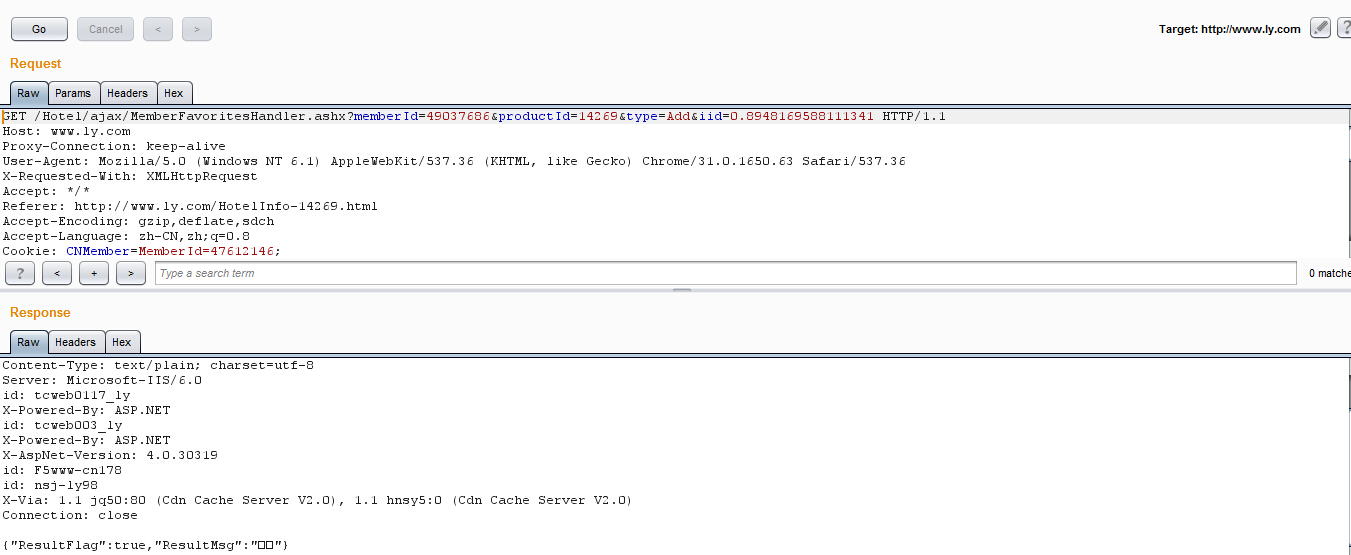 Go
Cancel
<
>
Target: http://www.ly.com
?
Request
Raw
Params
Headers
Hex
GET /Hotel/ajax/MemberFavoritesHandler.ashx?memberId=49037686&productId=14269&type=Add&iid=0.8948169588111341 HTTP/1.1
Host: www.ly.com
Proxy-Connection: keep-alive
User-Agent: Mozilla/5.0 (Windows NT 6.1) AppleWebKit/537.36 (KHTML, like Gecko) Chrome/31.0.1650.63 Safari/537.36
X-Requested-With: XMLHttpRequest
Accept: */*
Referer: http://www.ly.com/HotelInfo-14269.html
Accept-Encoding: gzip,deflate,sdch
Accept-Language: zh-CN,zh;q=0.8
Cookie: CNMember=MemberId=47612146;
?
<
+
>
Type a search term
0 matche
Response
Raw
Headers
Hex
Content-Type: text/plain; charset=utf-8
Server: Microsoft-IIS/6.0
id: tcweb0117_ly
X-Powered-By: ASP.NET
id: tcweb003_ly
X-Powered-By: ASP.NET
X-AspNet-Version: 4.0.30319
id: F5www-cn178
id: nsj-ly98
X-Via: 1.1 jq50:80 (Cdn Cache Server V2.0), 1.1 hnsy5:0 (Cdn Cache Server V2.0)
Connection: close
{"ResultFlag":true,"ResultMsg":"□□"}